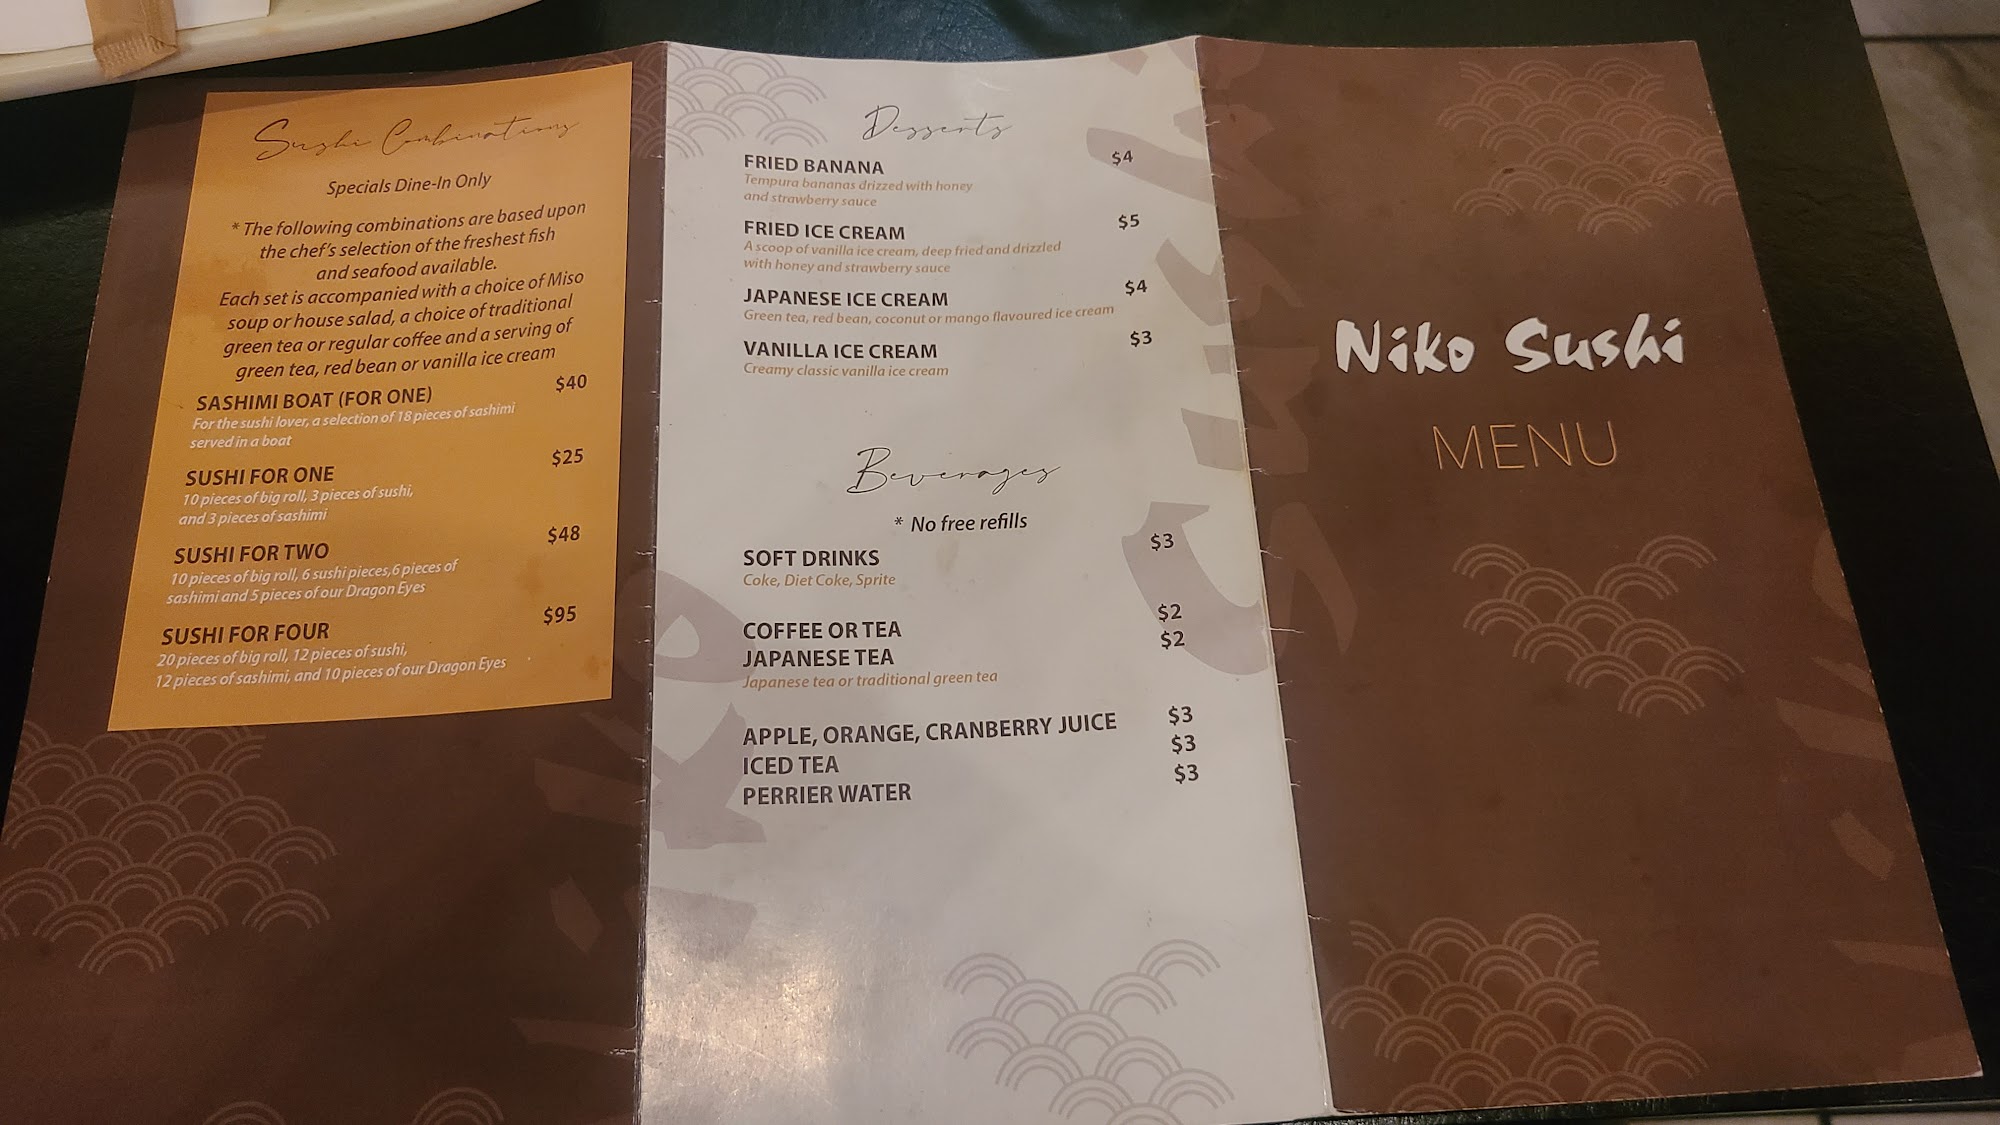 Sushi Combinations
Specials Dine-In Only
* The following combinations are based upon
the chef's selection of the freshest fish
and seafood available.
Each set is accompanied with a choice of Miso
soup or house salad, a choice of traditional
green tea or regular coffee and a serving of
green tea, red bean or vanilla ice cream
SASHIMI BOAT (FOR ONE) $40
For the sushi lover, a selection of 18 pieces of sashimi
served in a boat
SUSHI FOR ONE $25
10 pieces of big roll, 3 pieces of sushi,
and 3 pieces of sashimi
SUSHI FOR TWO $48
10 pieces of big roll, 6 sushi pieces,6 pieces of
sashimi and 5 pieces of our Dragon Eyes
SUSHI FOR FOUR $95
20 pieces of big roll, 12 pieces of sushi,
12 pieces of sashimi, and 10 pieces of our Dragon Eyes
Desserts
FRIED BANANA $4
Tempura bananas drizzed with honey
and strawberry sauce
FRIED ICE CREAM $5
A scoop of vanilla ice cream, deep fried and drizzled
with honey and strawberry sauce
JAPANESE ICE CREAM $4
Green tea, red bean, coconut or mango flavoured ice cream
VANILLA ICE CREAM $3
Creamy classic vanilla ice cream
Beverages
* No free refills
SOFT DRINKS $3
Coke, Diet Coke, Sprite
COFFEE OR TEA $2
JAPANESE TEA $2
Japanese tea or traditional green tea
APPLE, ORANGE, CRANBERRY JUICE $3
ICED TEA $3
PERRIER WATER $3
Niko Sushi
MENU